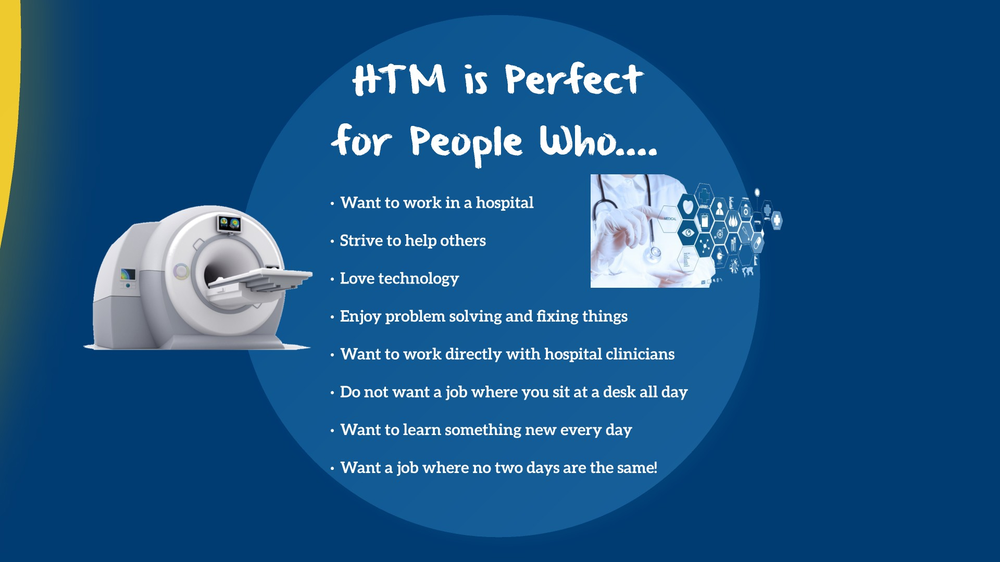 HTM is Perfect
for People Who....
• Want to work in a hospital
• Strive to help others
• Love technology
• Enjoy problem solving and fixing things
• Want to work directly with hospital clinicians
• Do not want a job where you sit at a desk all day
• Want to learn something new every day
• Want a job where no two days are the same!
MEDICAL